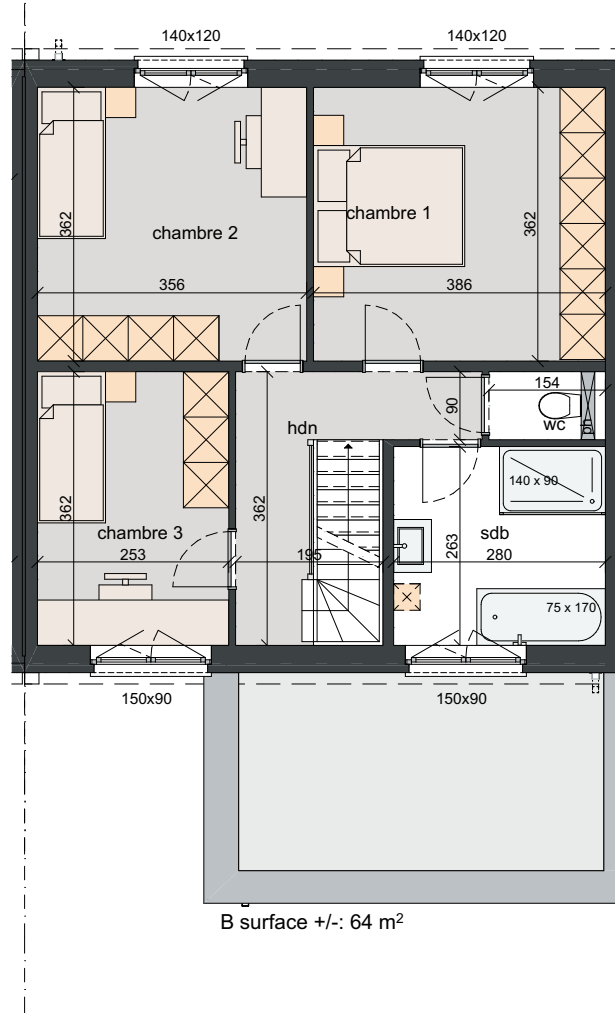 140x120
140x120
362
chambre 2
356
chambre 1
362
386
154
wc
90
hdn
362
chambre 3
253
362
195
140 x 90
sdb
263
280
75 x 170
150x90
150x90
B surface +/-: 64 m²